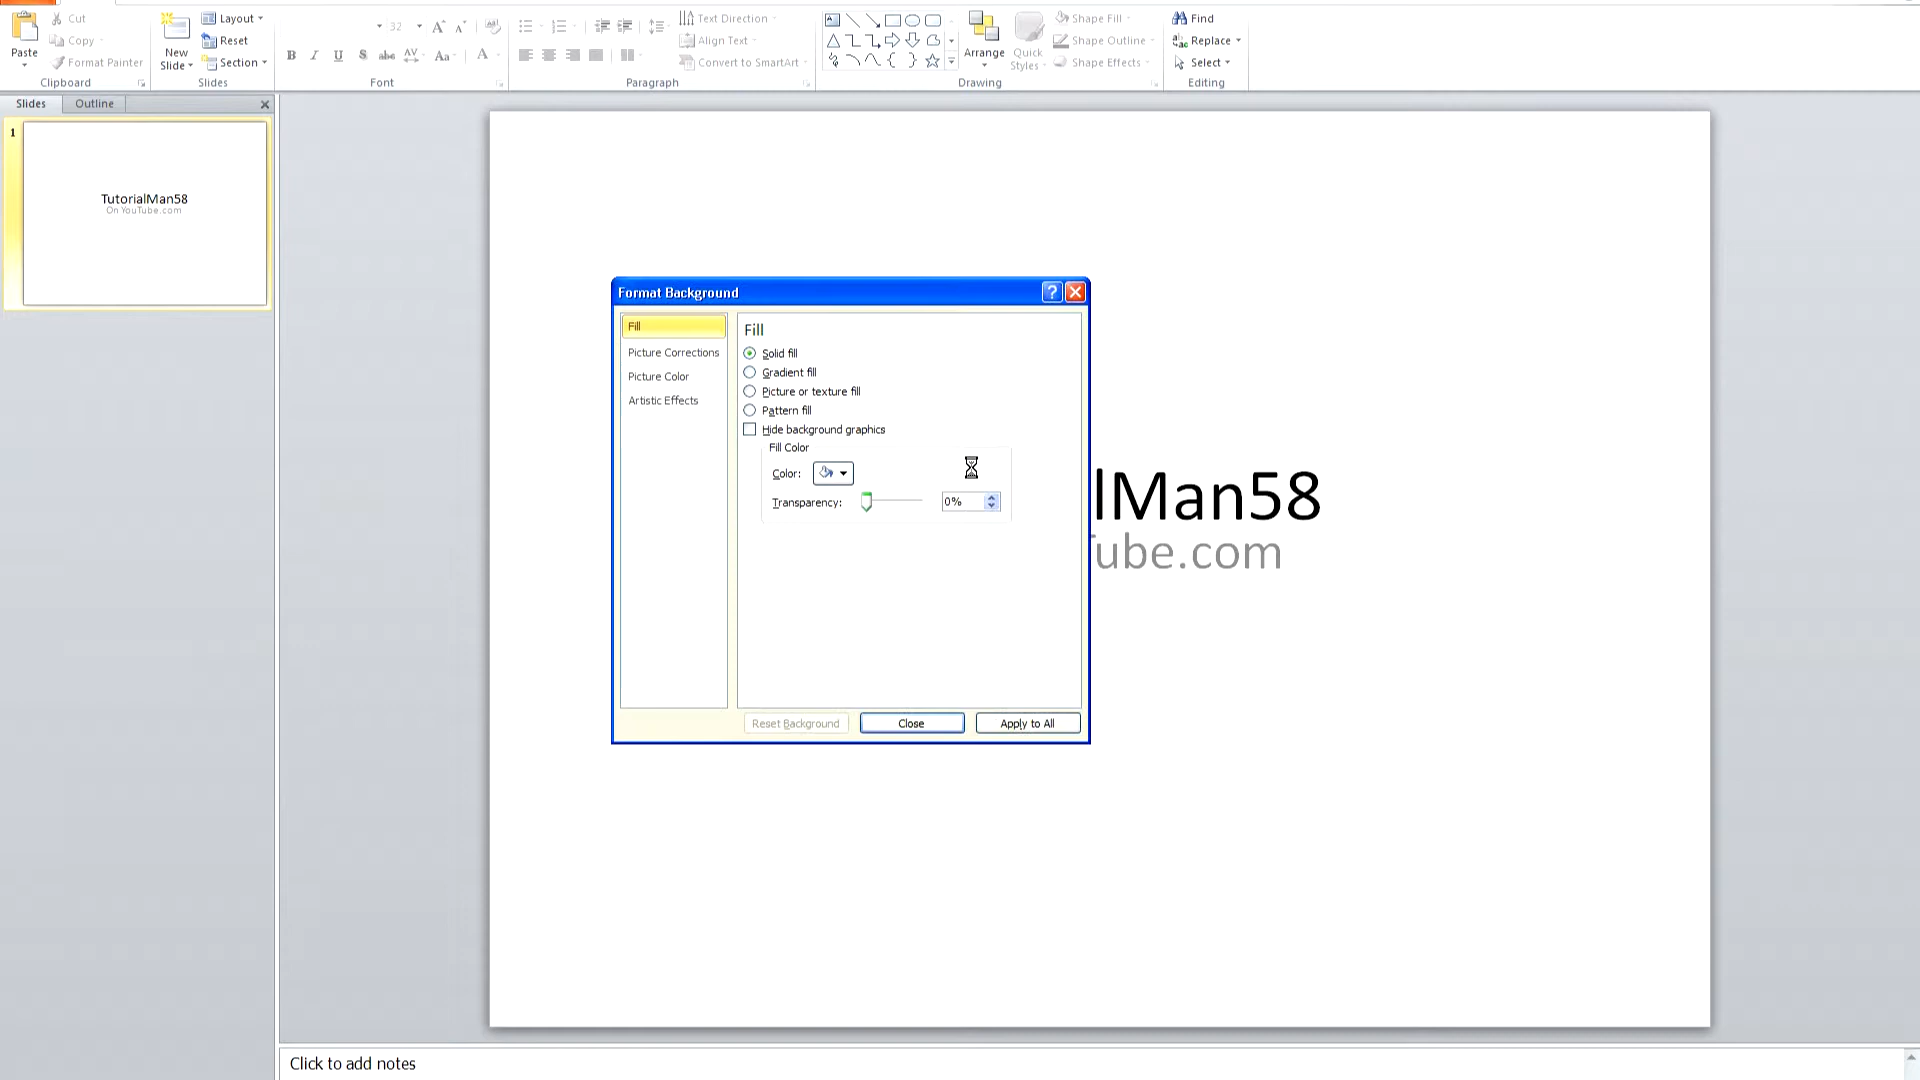 Paste
Cut
Copy
Format Painter
Clipboard
New
Slide
Layout
Reset
Section
Slides
32
B I U S abc AV Aa A
Font
Text Direction
Align Text
Convert to SmartArt
Paragraph
Arrange
Quick
Styles
Shape Fill
Shape Outline
Shape Effects
Drawing
Find
Replace
Select
Editing
Slides
Outline
1
TutorialMan58
On YouTube.com
Format Background
Fill
Picture Corrections
Picture Color
Artistic Effects
Fill
Solid fill
Gradient fill
Picture or texture fill
Pattern fill
Hide background graphics
Fill Color
Color:
Transparency:
0%
Reset Background
Close
Apply to All
lMan58
Tube.com
Click to add notes